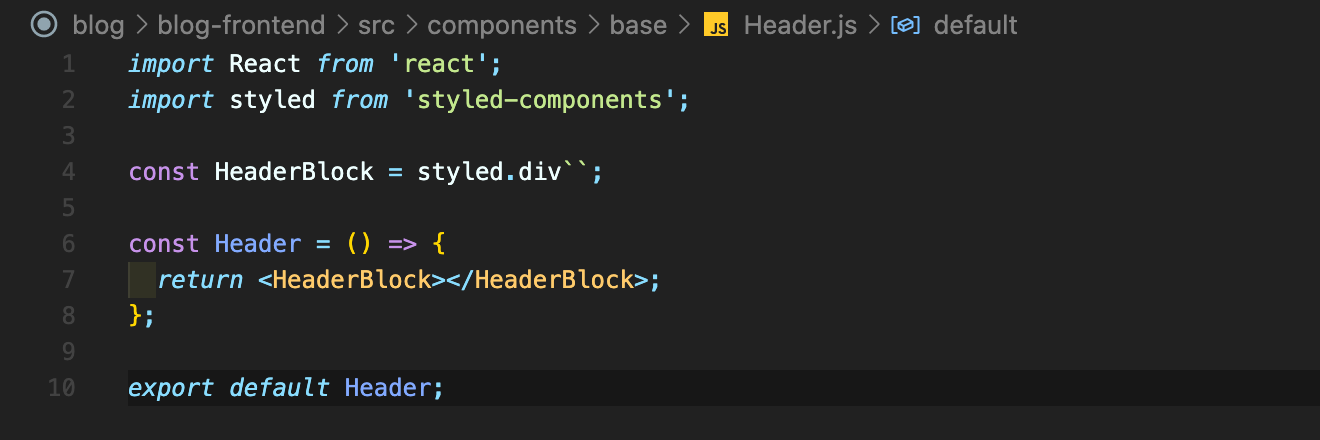 blog > blog-frontend > src > components > base > JS Header.js > default
1 import React from 'react';
2 import styled from 'styled-components';
3
4 const HeaderBlock = styled.div``;
5
6 const Header = () => {
7   return <HeaderBlock></HeaderBlock>;
8 };
9
10 export default Header;